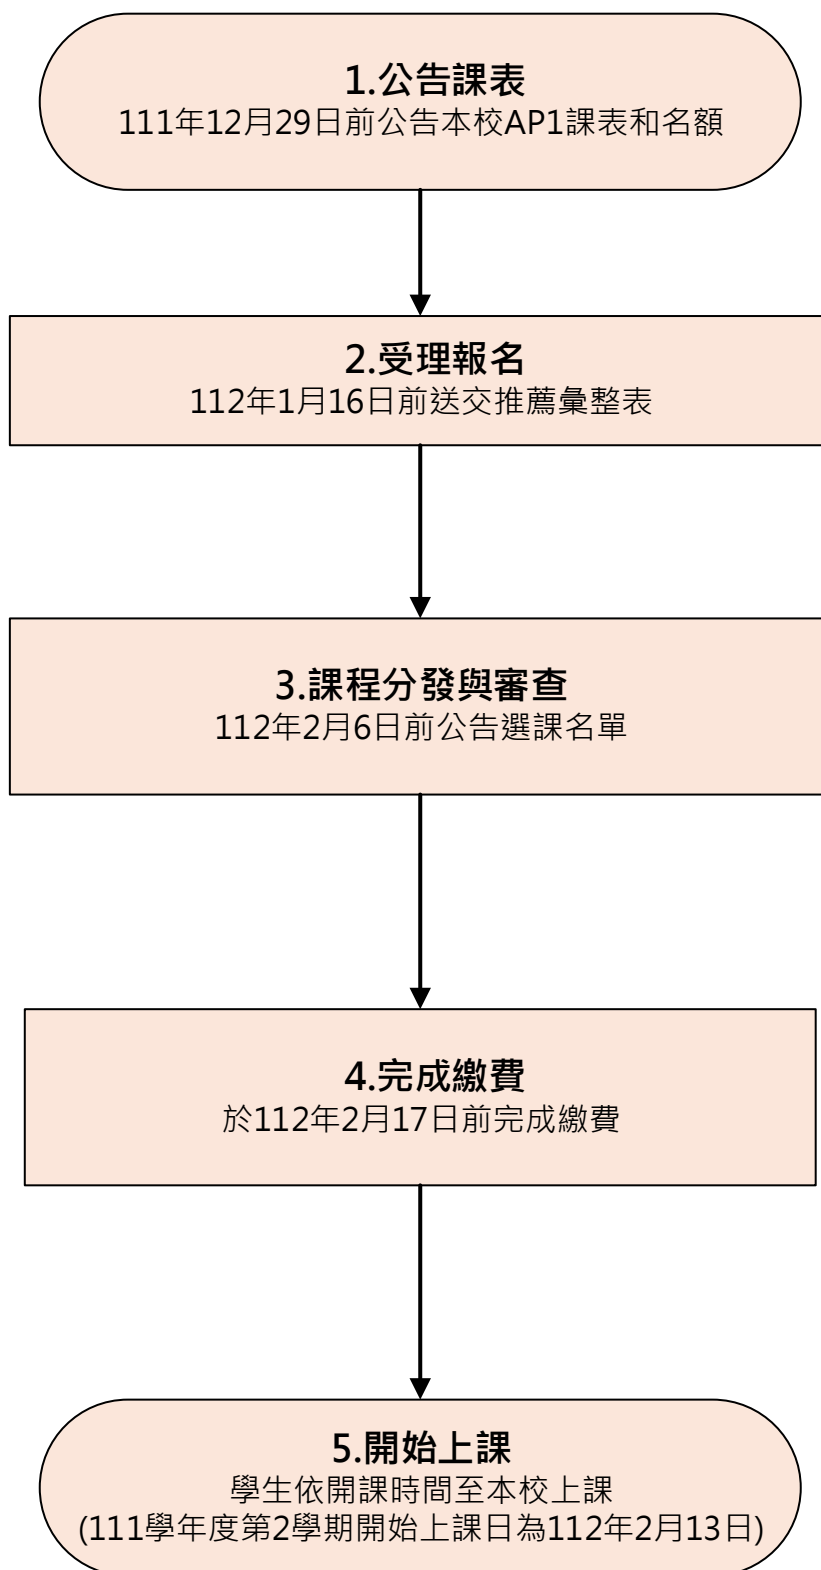 1.公告課表
111年12月29日前公告本校AP1課表和名額
2.受理報名
112年1月16日前送交推薦彙整表
3.課程分發與審查
112年2月6日前公告選課名單
4.完成繳費
於112年2月17日前完成繳費
5.開始上課
學生依開課時間至本校上課
(111學年度第2學期開始上課日為112年2月13日)